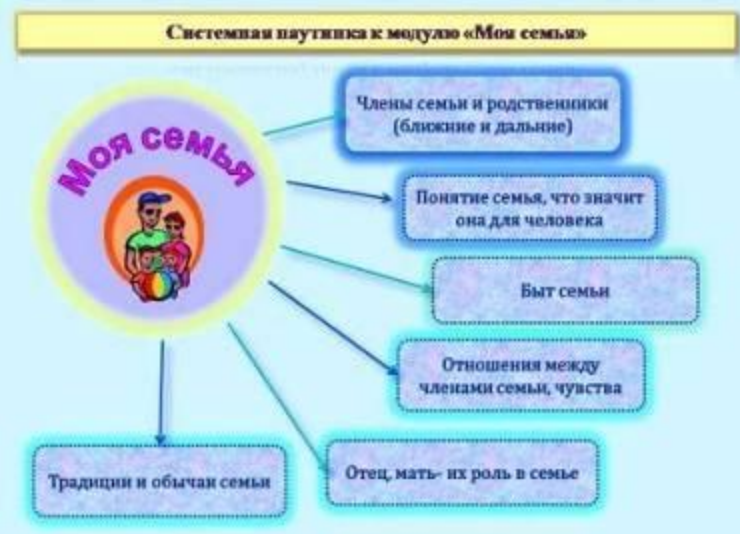 Системная паутинка к модулю «Моя семья»
Моя семья
Члены семьи и родственники
(ближние и дальние)
Понятие семья, что значит
она для человека
Быт семьи
Отношения между
членами семьи, чувства
Отец, мать- их роль в семье
Традиции и обычаи семьи